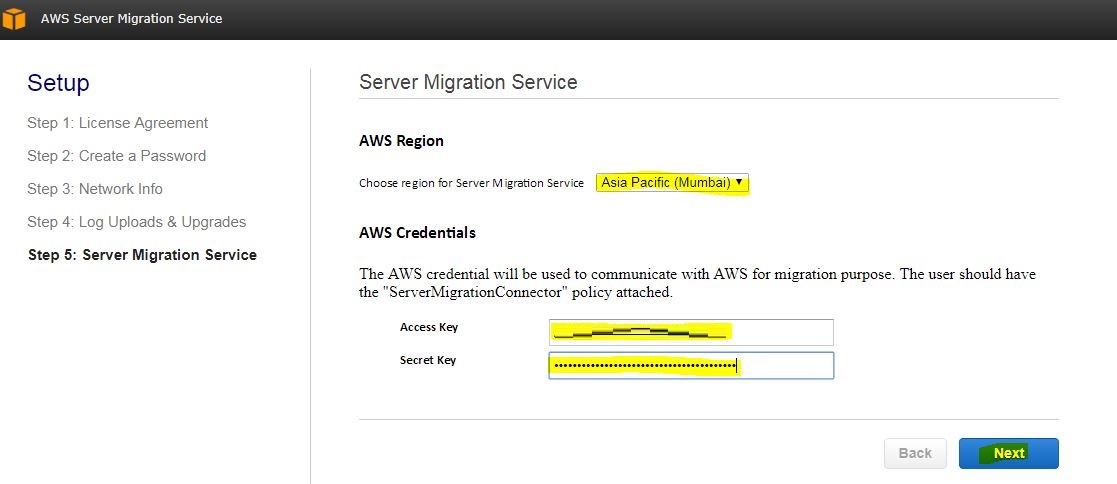 AWS Server Migration Service
Setup
Step 1: License Agreement
Step 2: Create a Password
Step 3: Network Info
Step 4: Log Uploads & Upgrades
Step 5: Server Migration Service
Server Migration Service
AWS Region
Choose region for Server Migration Service Asia Pacific (Mumbai)
AWS Credentials
The AWS credential will be used to communicate with AWS for migration purpose. The user should have
the "ServerMigrationConnector" policy attached.
Access Key
Secret Key
Back Next